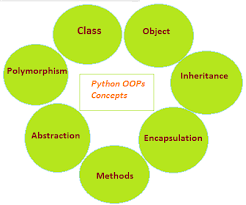 Class
Object
Polymorphism
Python OOPs
Concepts
Inheritance
Abstraction
Encapsulation
Methods